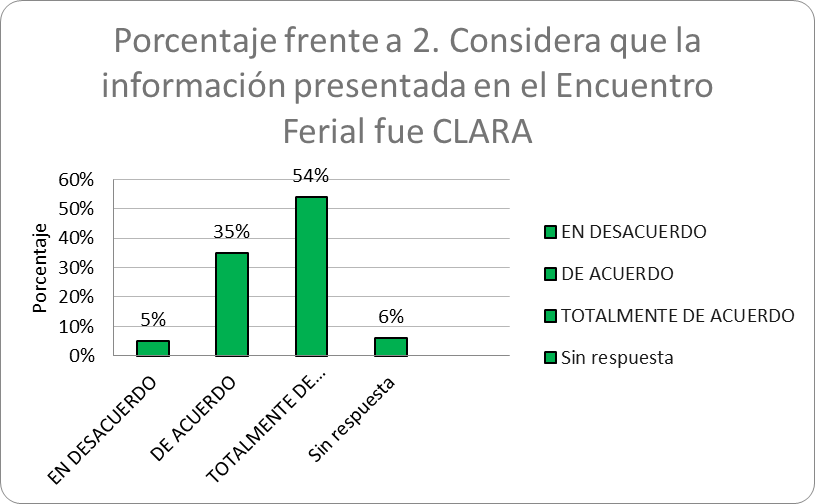 Porcentaje frente a 2. Considera que la
información presentada en el Encuentro
Ferial fue CLARA
Porcentaje
60%
50%
40%
30%
20%
10%
0%
5%
35%
54%
6%
EN DESACUERDO
DE ACUERDO
TOTALMENTE DE...
Sin respuesta
EN DESACUERDO
DE ACUERDO
TOTALMENTE DE ACUERDO
Sin respuesta